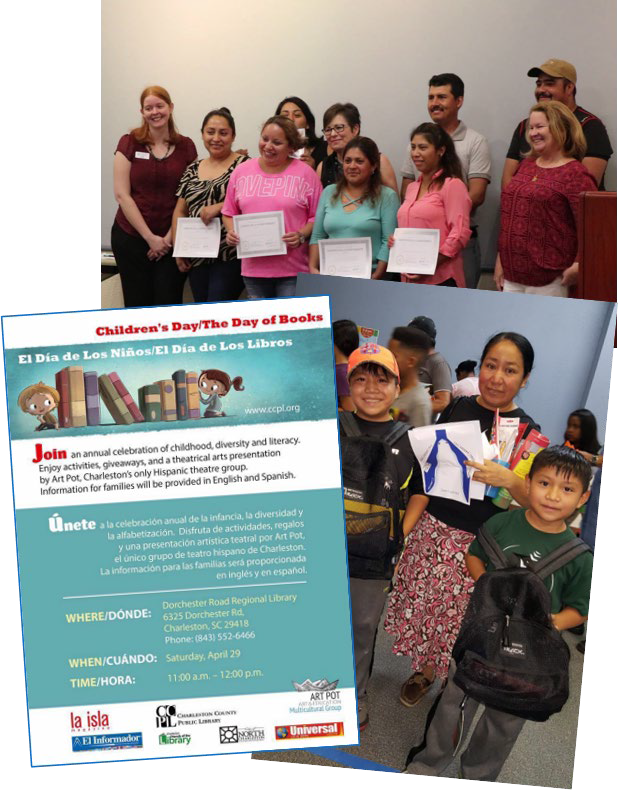 OVEPINK
Children's Day/The Day of Books
El Día de Los Niños/El Día de Los Libros
www.ccpl.org
Join an annual celebration of childhood, diversity and literacy.
Enjoy activities, giveaways, and a theatrical arts presentation
by Art Pot, Charleston's only Hispanic theatre group.
Information for families will be provided in English and Spanish.
Únete a la celebración anual de la infancia, la diversidad y
la alfabetización. Disfruta de actividades, regalos
y una presentación artística teatral por Art Pot,
el único grupo de teatro hispano de Charleston.
La información para las familias será proporcionada
en inglés y en español.
WHERE/DÓNDE: Dorchester Road Regional Library
6325 Dorchester Rd,
Charleston, SC 29418
Phone: (843) 552-6466
WHEN/CUÁNDO: Saturday, April 29
TIME/HORA: 11:00 a.m. – 12:00 p.m.
la isla
magazine
CCPL CHARLESTON COUNTY
PUBLIC LIBRARY
ART POT
Multicultural Group
El Informador
Library
NORTH
Universal